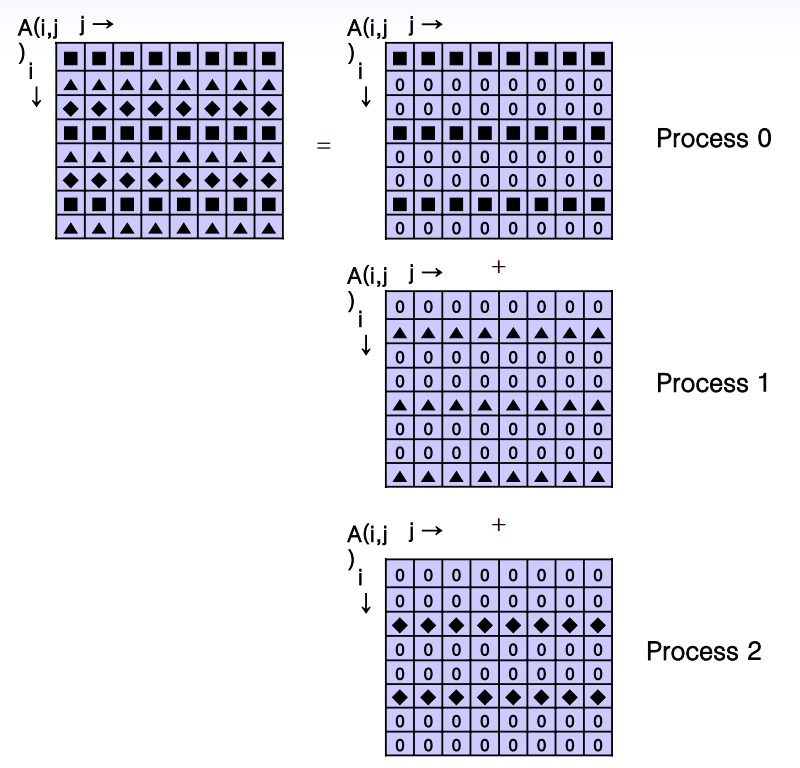 A(i,j j →
) i
↓
=
A(i,j j →
) i
↓
■ ■ ■ ■ ■ ■ ■ ■
▲ ▲ ▲ ▲ ▲ ▲ ▲ ▲
◆ ◆ ◆ ◆ ◆ ◆ ◆ ◆
■ ■ ■ ■ ■ ■ ■ ■
▲ ▲ ▲ ▲ ▲ ▲ ▲ ▲
◆ ◆ ◆ ◆ ◆ ◆ ◆ ◆
■ ■ ■ ■ ■ ■ ■ ■
▲ ▲ ▲ ▲ ▲ ▲ ▲ ▲
■ ■ ■ ■ ■ ■ ■ ■
0 0 0 0 0 0 0 0
0 0 0 0 0 0 0 0
■ ■ ■ ■ ■ ■ ■ ■
0 0 0 0 0 0 0 0
0 0 0 0 0 0 0 0
■ ■ ■ ■ ■ ■ ■ ■
0 0 0 0 0 0 0 0
Process 0
+
A(i,j j →
) i
↓
0 0 0 0 0 0 0 0
▲ ▲ ▲ ▲ ▲ ▲ ▲ ▲
0 0 0 0 0 0 0 0
0 0 0 0 0 0 0 0
▲ ▲ ▲ ▲ ▲ ▲ ▲ ▲
0 0 0 0 0 0 0 0
0 0 0 0 0 0 0 0
▲ ▲ ▲ ▲ ▲ ▲ ▲ ▲
Process 1
+
A(i,j j →
) i
↓
0 0 0 0 0 0 0 0
0 0 0 0 0 0 0 0
◆ ◆ ◆ ◆ ◆ ◆ ◆ ◆
0 0 0 0 0 0 0 0
0 0 0 0 0 0 0 0
◆ ◆ ◆ ◆ ◆ ◆ ◆ ◆
0 0 0 0 0 0 0 0
0 0 0 0 0 0 0 0
Process 2